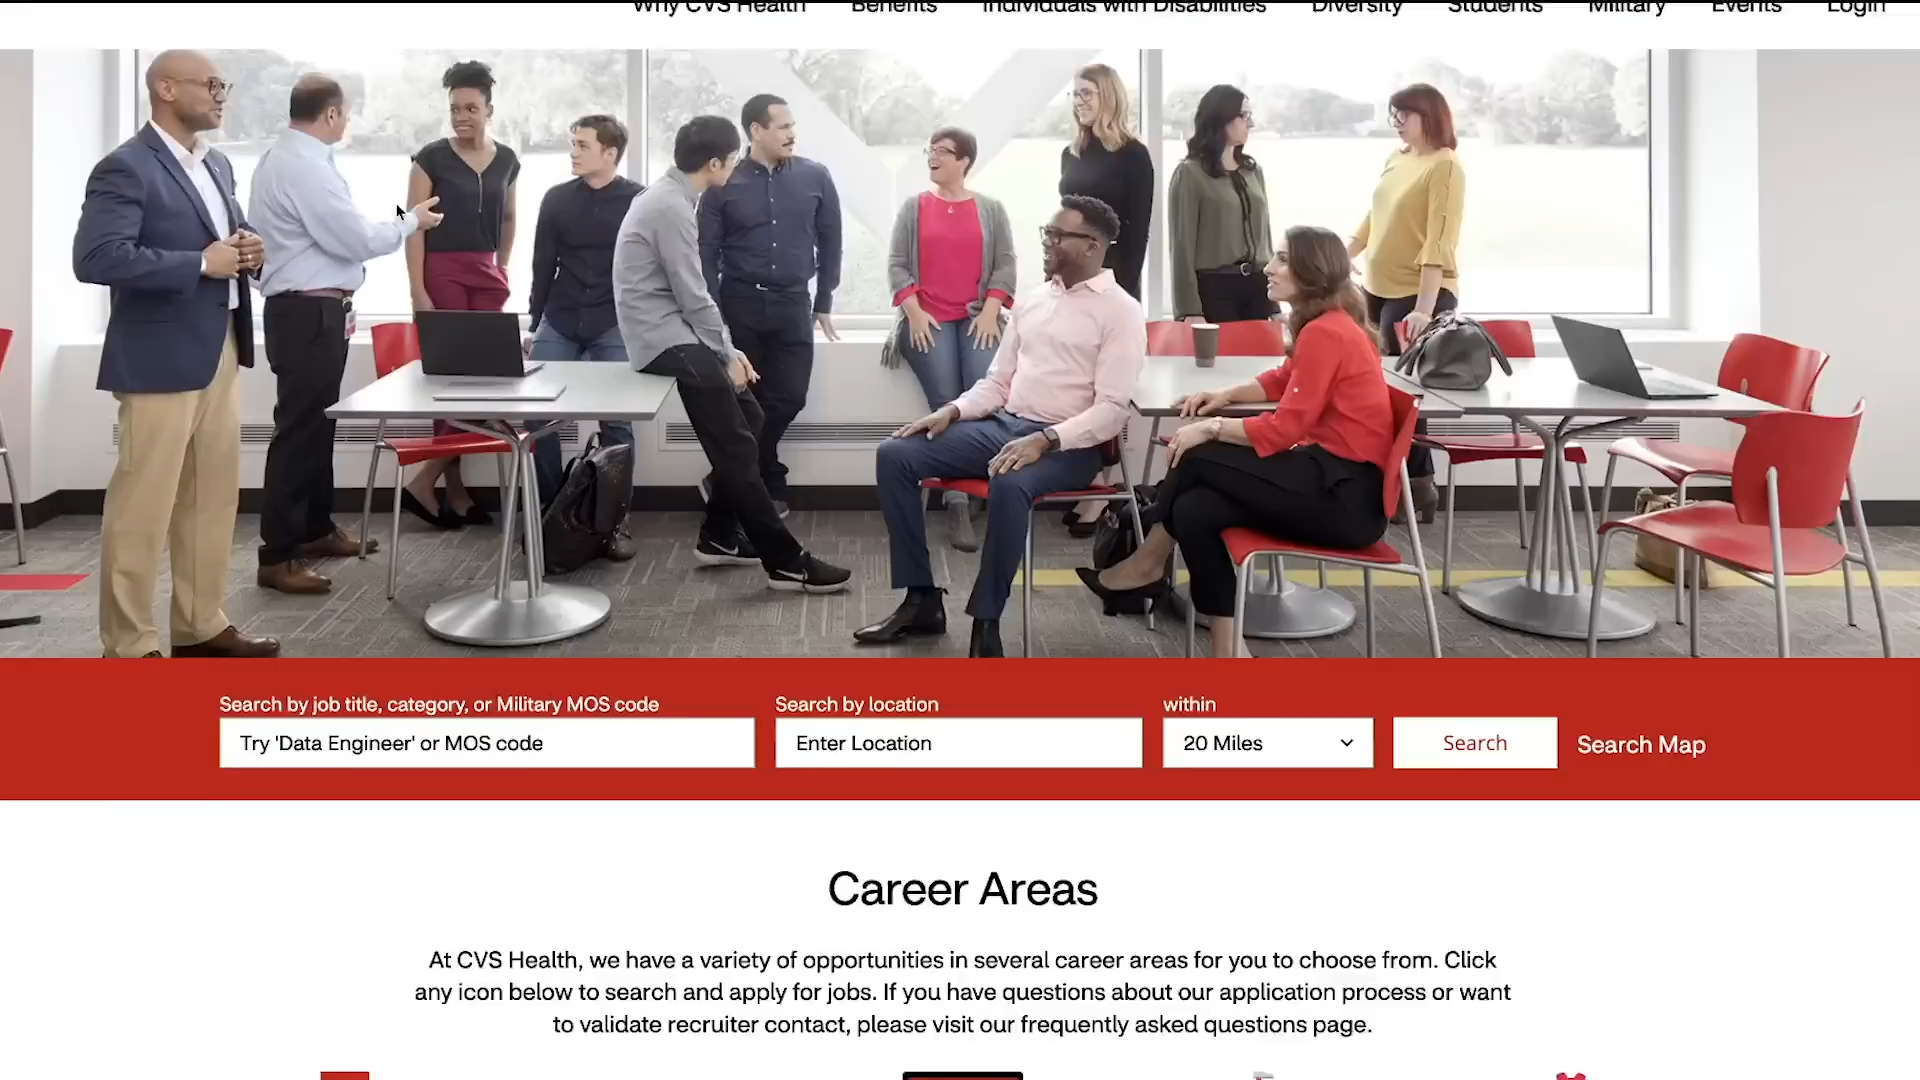 Why CVS Health Benefits Individuals with Disabilities Diversity Students Military Events Login
Search by job title, category, or Military MOS code
Search by location
within
Try 'Data Engineer' or MOS code
Enter Location
20 Miles
Search
Search Map
Career Areas
At CVS Health, we have a variety of opportunities in several career areas for you to choose from. Click
any icon below to search and apply for jobs. If you have questions about our application process or want
to validate recruiter contact, please visit our frequently asked questions page.